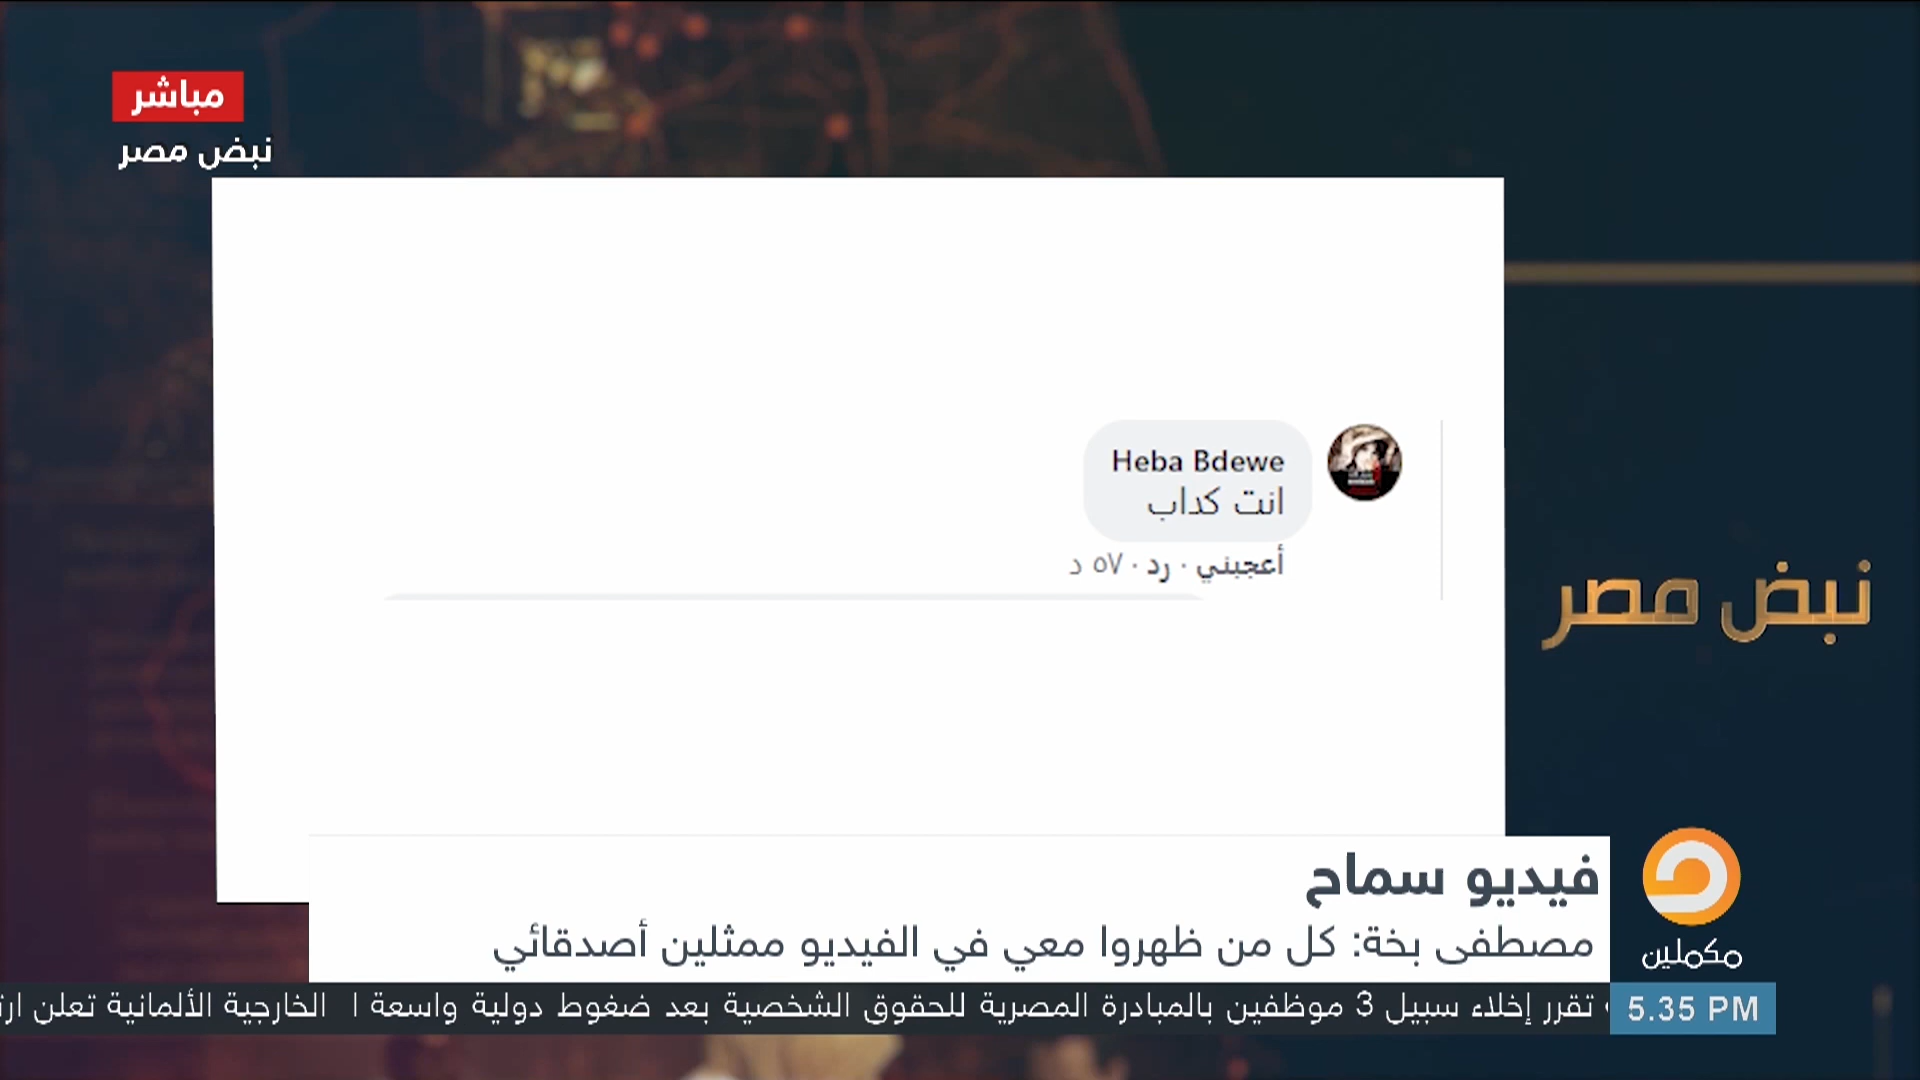 مباشر
نبض مصر
Heba Bdewe
انت كداب
أعجبني · رد · ٥٧ د
نبض مصر
فيديو سماح
مصطفى بخة: كل من ظهروا معي في الفيديو ممثلين أصدقائي
مكملين
تقرر إخلاء سبيل 3 موظفين بالمبادرة المصرية للحقوق الشخصية بعد ضغوط دولية واسعة | الخارجية الألمانية تعلن
5.35 PM